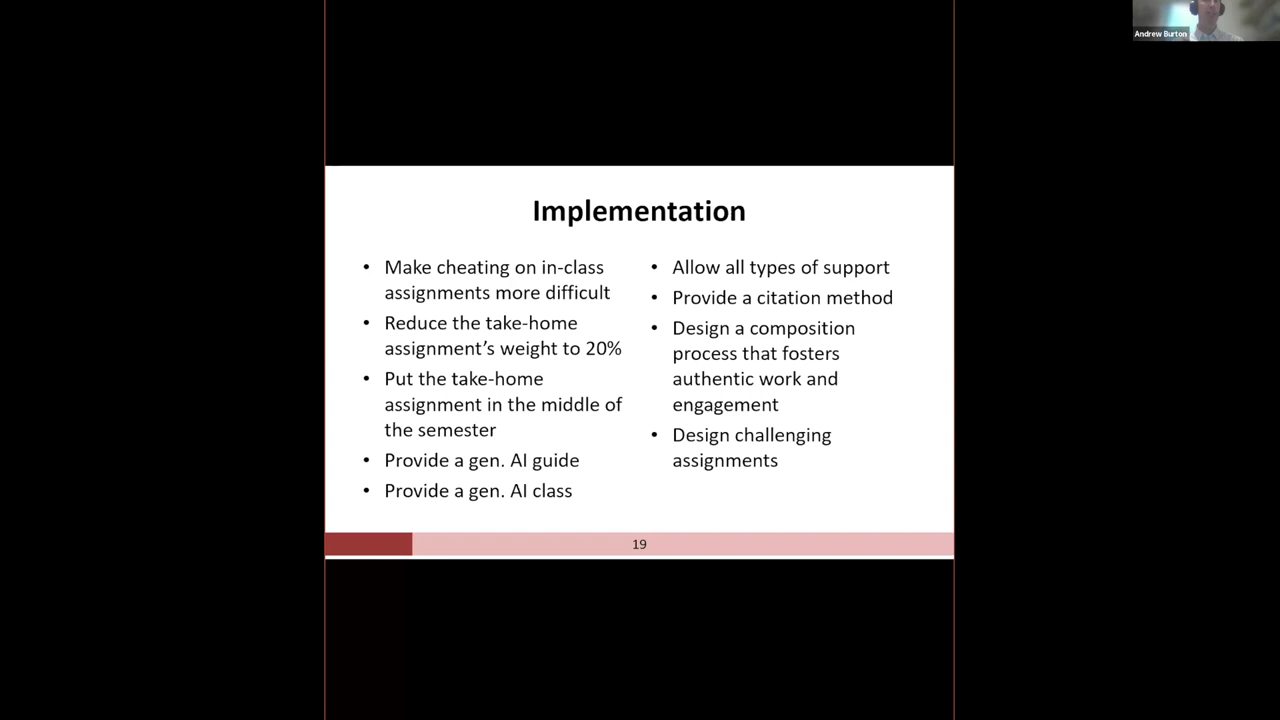 Andrew Burton
Implementation
• Make cheating on in-class
assignments more difficult
• Reduce the take-home
assignment's weight to 20%
• Put the take-home
assignment in the middle of
the semester
• Provide a gen. AI guide
• Provide a gen. AI class
• Allow all types of support
• Provide a citation method
• Design a composition
process that fosters
authentic work and
engagement
• Design challenging
assignments
19